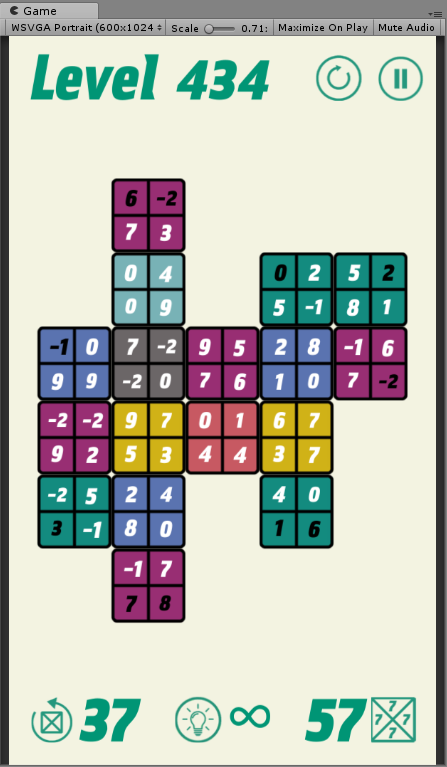 Game
WSVGA Portrait (600x1024 Scale 0.71: Maximize On Play Mute Audio
Level 434
6 -2
7 3
0 4
0 9
0 2 5 2
5 -1 8 1
-1 0 7 -2 9 5 2 8 -1 6
9 9 -2 0 7 6 1 0 7 -2
-2 -2 9 7 0 1 6 7
9 2 5 3 4 4 3 7
-2 5 2 4 4 0
3 -1 8 0 1 6
-1 7
7 8
37 ∞ 57 7 7 7 7